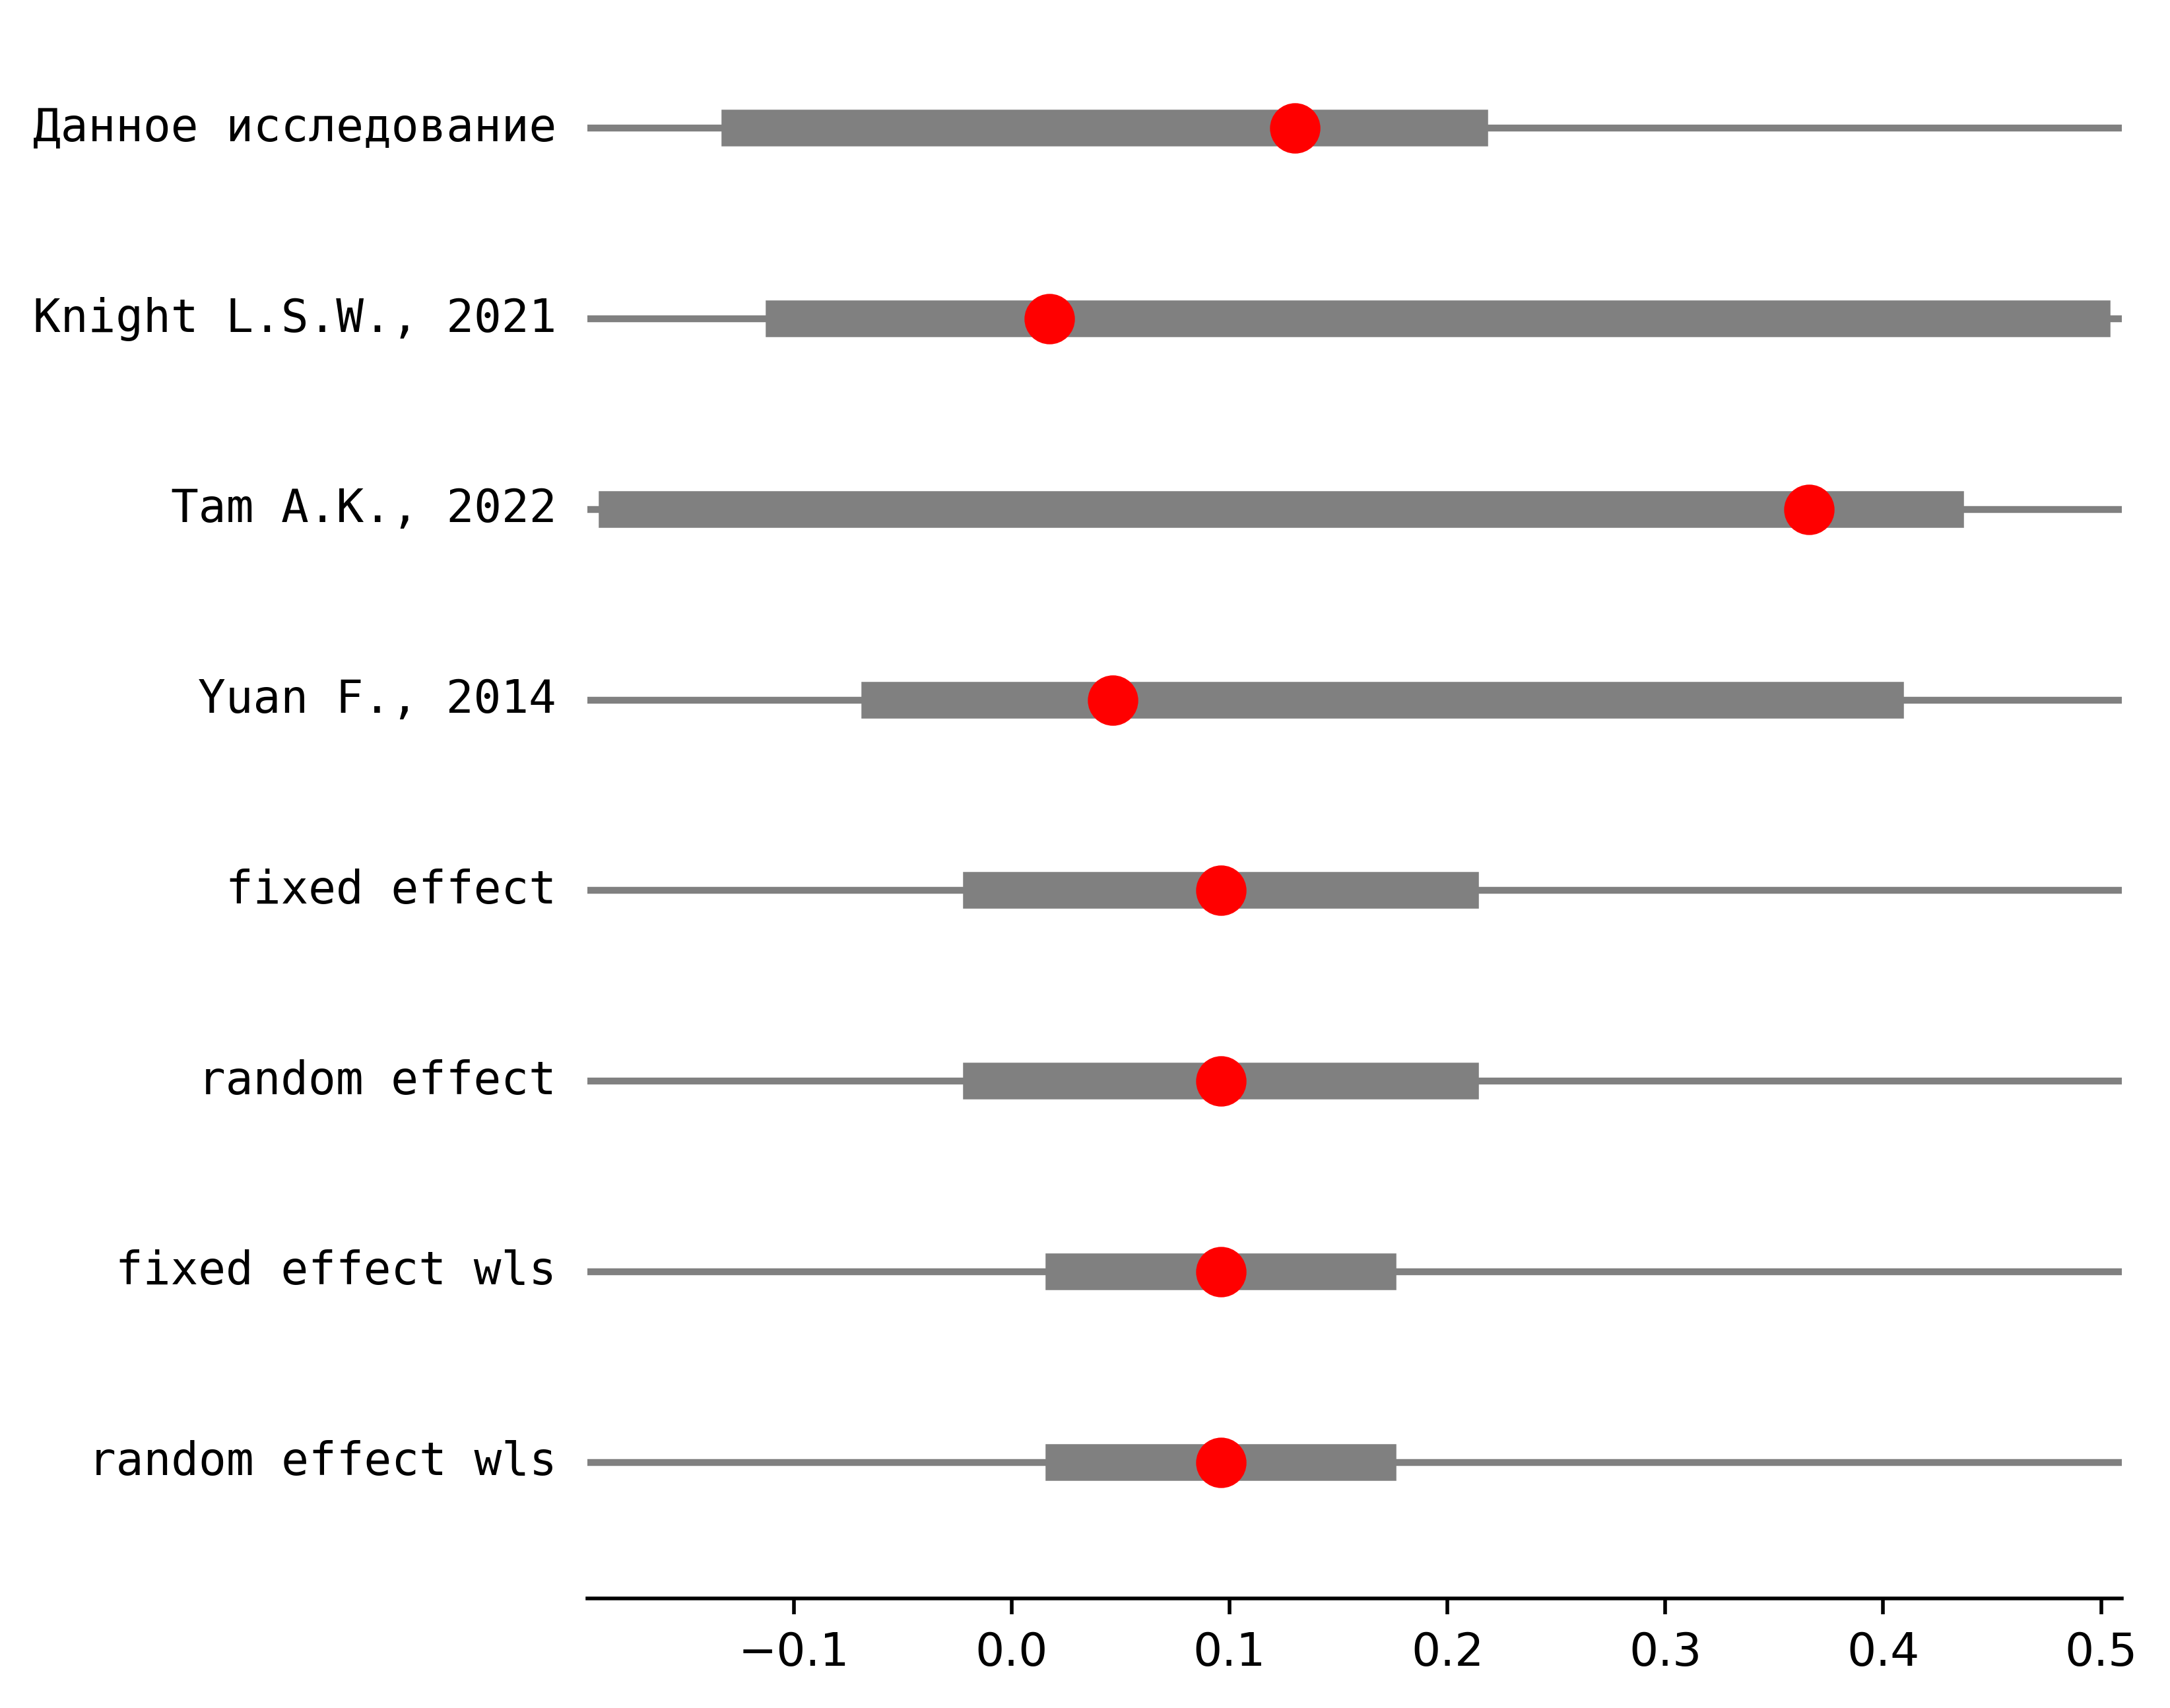 Данное исследование
Knight L.S.W., 2021
Tam A.K., 2022
Yuan F., 2014
fixed effect
random effect
fixed effect wls
random effect wls
−0.1 0.0 0.1 0.2 0.3 0.4 0.5